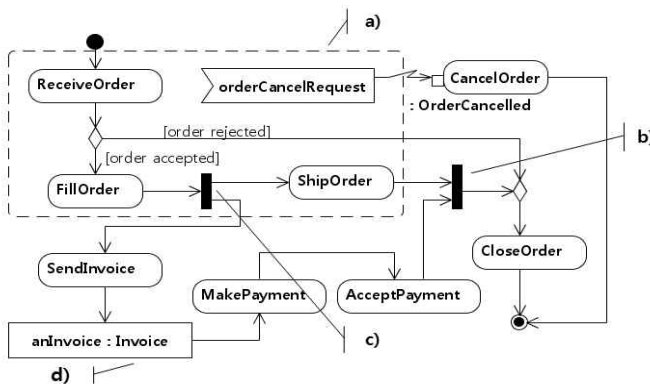 a)
ReceiveOrder
orderCancelRequest
CancelOrder
: OrderCancelled
[order rejected]
b)
[order accepted]
FillOrder
ShipOrder
CloseOrder
SendInvoice
MakePayment
AcceptPayment
anInvoice : Invoice
c)
d)